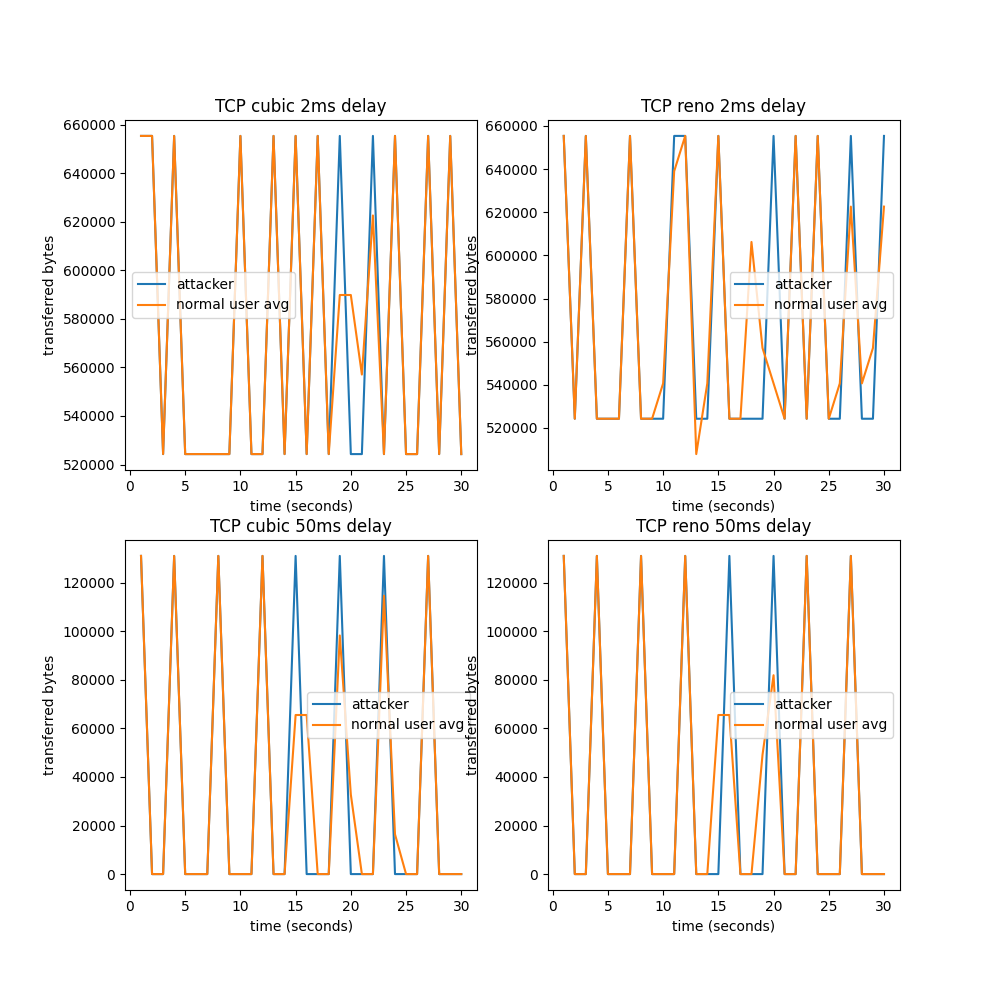 TCP cubic 2ms delay
660000
640000
620000
600000
580000
560000
540000
520000
transferred bytes
attacker
normal user avg
0 5 10 15 20 25 30
time (seconds)
TCP reno 2ms delay
660000
640000
620000
600000
580000
560000
540000
520000
transferred bytes
attacker
normal user avg
0 5 10 15 20 25 30
time (seconds)
TCP cubic 50ms delay
120000
100000
80000
60000
40000
20000
0
transferred bytes
attacker
normal user avg
0 5 10 15 20 25 30
time (seconds)
TCP reno 50ms delay
120000
100000
80000
60000
40000
20000
0
transferred bytes
attacker
normal user avg
0 5 10 15 20 25 30
time (seconds)